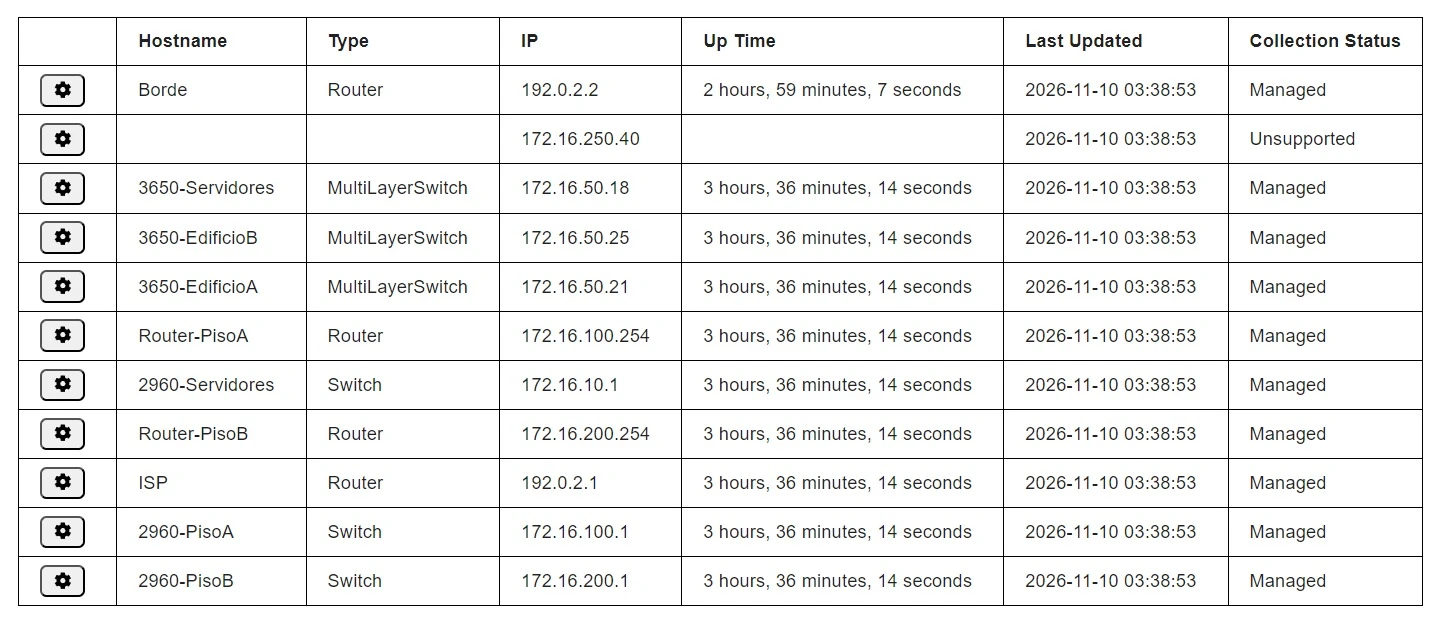 Hostname Type IP Up Time Last Updated Collection Status
Borde Router 192.0.2.2 2 hours, 59 minutes, 7 seconds 2026-11-10 03:38:53 Managed
172.16.250.40 2026-11-10 03:38:53 Unsupported
3650-Servidores MultiLayerSwitch 172.16.50.18 3 hours, 36 minutes, 14 seconds 2026-11-10 03:38:53 Managed
3650-EdificioB MultiLayerSwitch 172.16.50.25 3 hours, 36 minutes, 14 seconds 2026-11-10 03:38:53 Managed
3650-EdificioA MultiLayerSwitch 172.16.50.21 3 hours, 36 minutes, 14 seconds 2026-11-10 03:38:53 Managed
Router-PisoA Router 172.16.100.254 3 hours, 36 minutes, 14 seconds 2026-11-10 03:38:53 Managed
2960-Servidores Switch 172.16.10.1 3 hours, 36 minutes, 14 seconds 2026-11-10 03:38:53 Managed
Router-PisoB Router 172.16.200.254 3 hours, 36 minutes, 14 seconds 2026-11-10 03:38:53 Managed
ISP Router 192.0.2.1 3 hours, 36 minutes, 14 seconds 2026-11-10 03:38:53 Managed
2960-PisoA Switch 172.16.100.1 3 hours, 36 minutes, 14 seconds 2026-11-10 03:38:53 Managed
2960-PisoB Switch 172.16.200.1 3 hours, 36 minutes, 14 seconds 2026-11-10 03:38:53 Managed